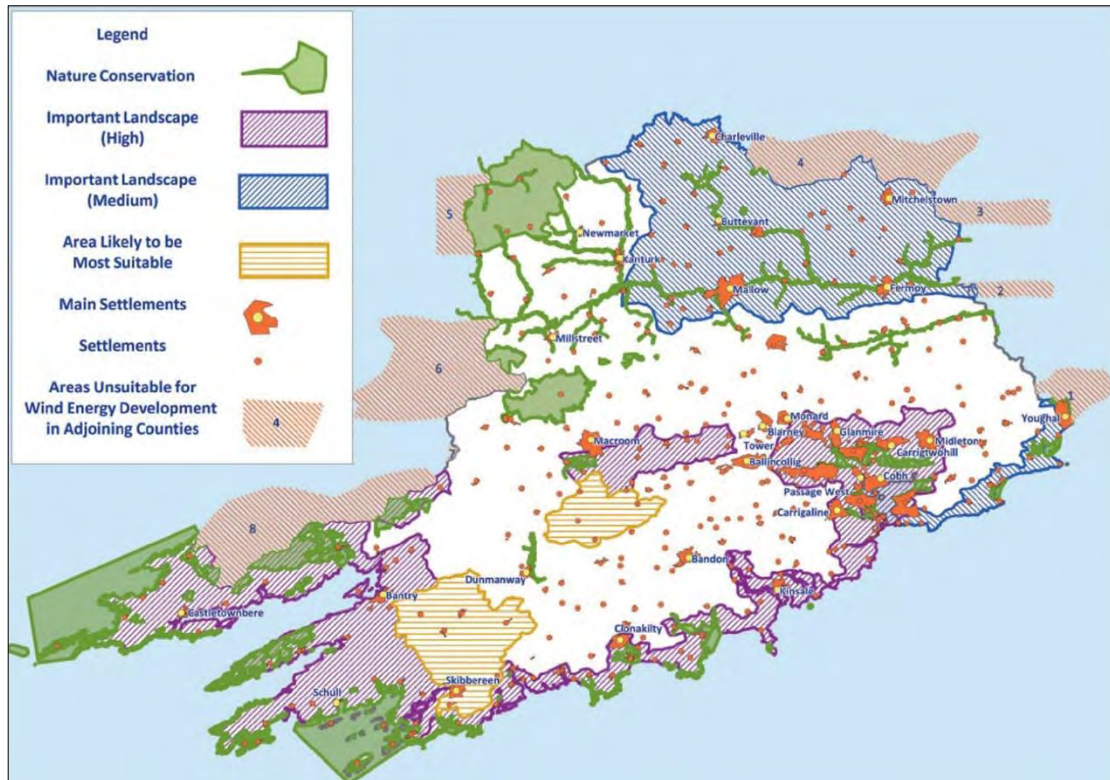 Legend
Nature Conservation
Important Landscape
(High)
Important Landscape
(Medium)
Area Likely to be
Most Suitable
Main Settlements
Settlements
Areas Unsuitable for
Wind Energy Development
in Adjoining Counties
4
Charleville
4
Mitchelstown
5
3
Buttevant
Newmarket
Kanturk
Mallow
Fermoy
2
Millstreet
6
1
Youghal
Monard
Blarney
Glanmire
Macroom
Tower
Midleton
Carrigtwohill
Ballincollig
Cobh
Passage West
Carrigaline
8
Bandon
Dunmanway
Kinsale
Bantry
Castletownbere
Clonakilty
Skibbereen
Schull